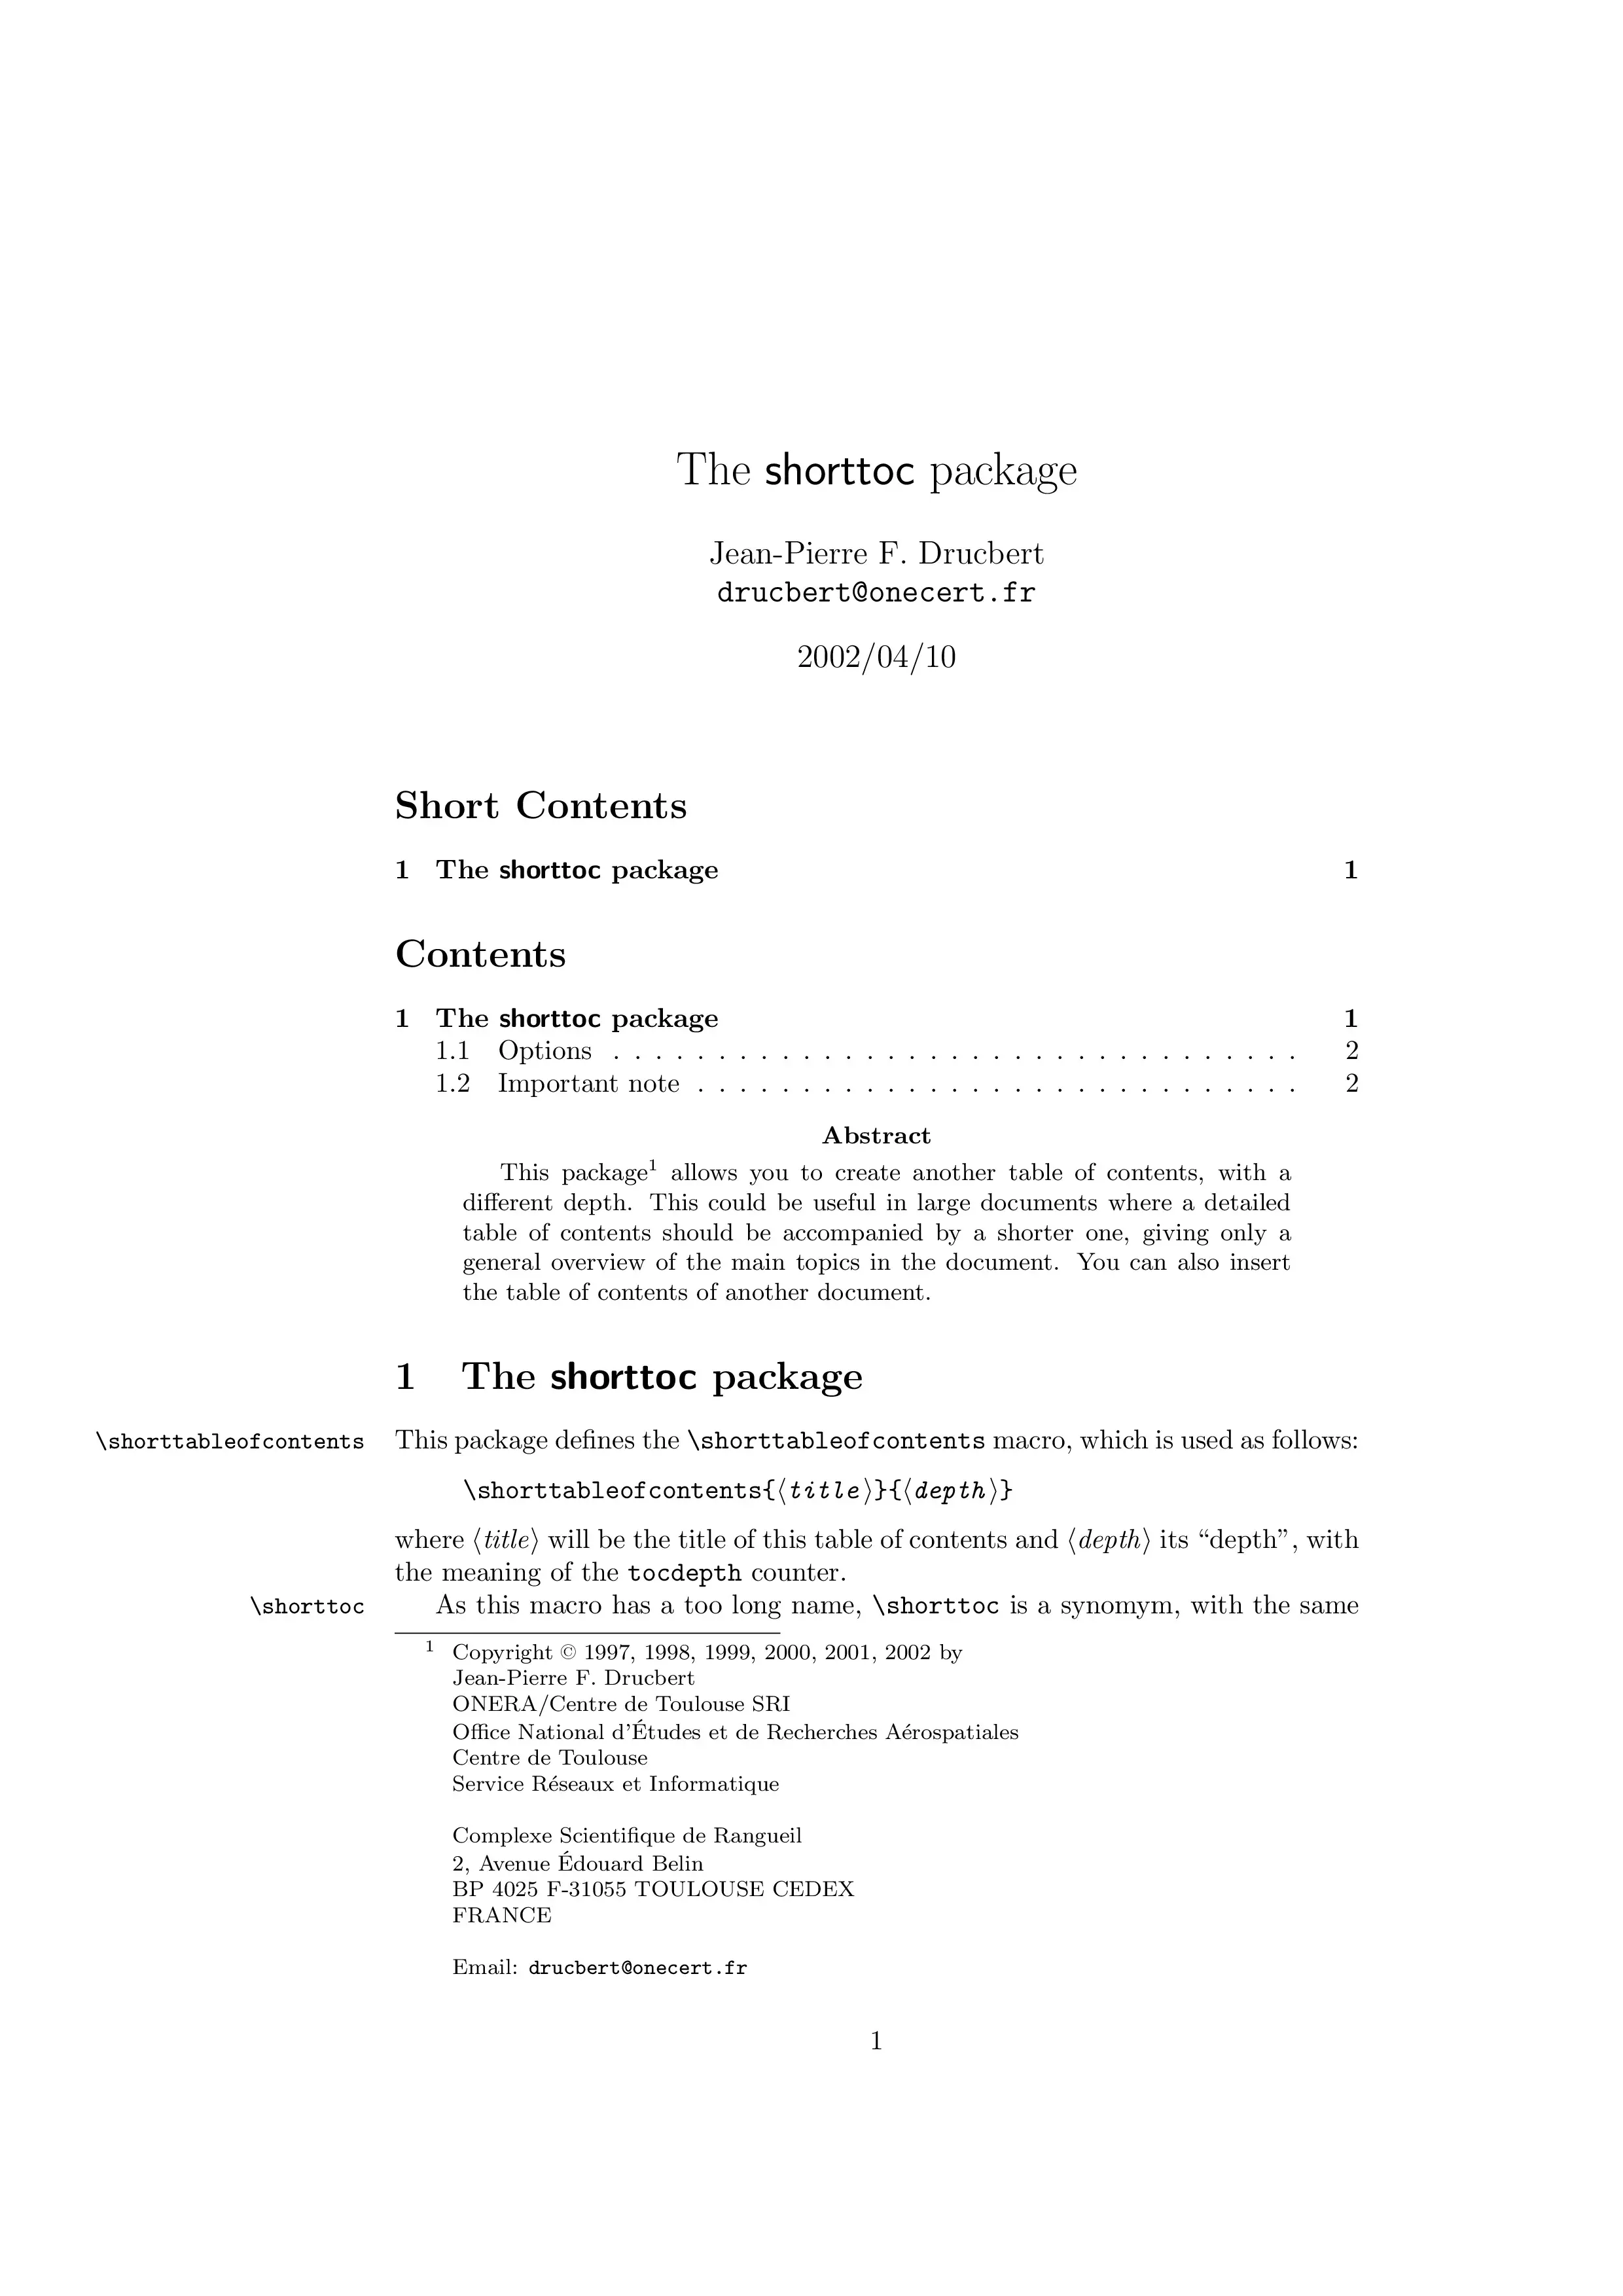 The shorttoc package
Jean-Pierre F. Drucbert
drucbert@onecert.fr
2002/04/10
Short Contents
1 The shorttoc package 1
Contents
1 The shorttoc package 1
1.1 Options . . . . . . . . . . . . . . . . . . . . . . . . . . . . . . . . . 2
1.2 Important note . . . . . . . . . . . . . . . . . . . . . . . . . . . . . 2
Abstract
This package1 allows you to create another table of contents, with a
different depth. This could be useful in large documents where a detailed
table of contents should be accompanied by a shorter one, giving only a
general overview of the main topics in the document. You can also insert
the table of contents of another document.
1 The shorttoc package
\shorttableofcontents This package defines the \shorttableofcontents macro, which is used as follows:
\shorttableofcontents{⟨title⟩}{⟨depth⟩}
where ⟨title⟩ will be the title of this table of contents and ⟨depth⟩ its “depth”, with
the meaning of the tocdepth counter.
\shorttoc As this macro has a too long name, \shorttoc is a synomym, with the same
1 Copyright © 1997, 1998, 1999, 2000, 2001, 2002 by
Jean-Pierre F. Drucbert
ONERA/Centre de Toulouse SRI
Office National d’Études et de Recherches Aérospatiales
Centre de Toulouse
Service Réseaux et Informatique
Complexe Scientifique de Rangueil
2, Avenue Édouard Belin
BP 4025 F-31055 TOULOUSE CEDEX
FRANCE
Email: drucbert@onecert.fr
1